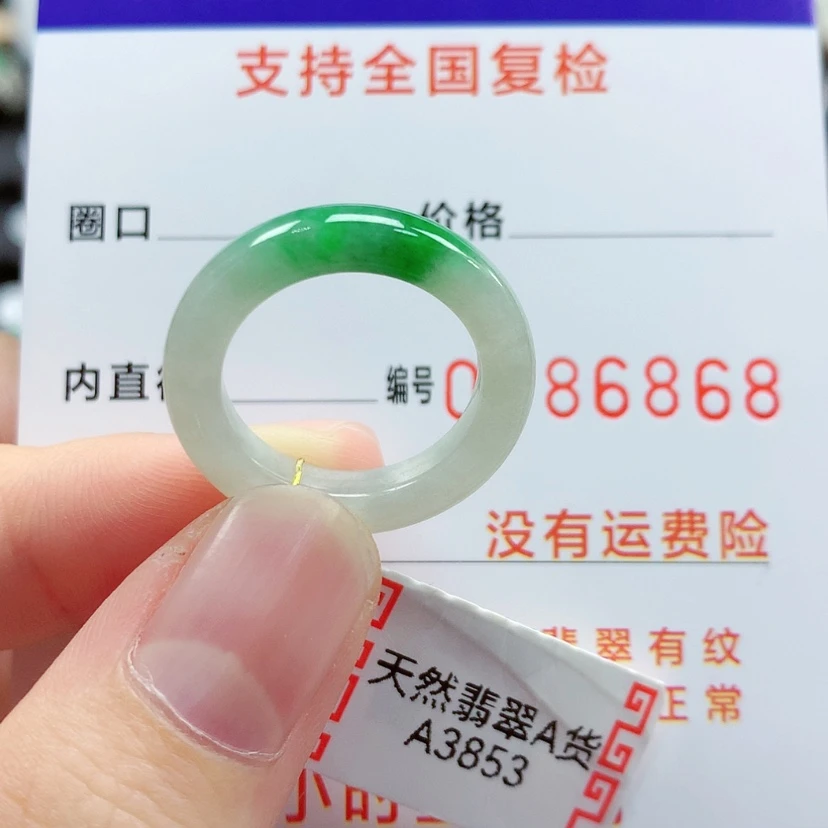 支持全国复检
圈口 价格
内直 编号 0 86868
没有运费险
翡翠有纹
正常
天然翡翠A货
A3853